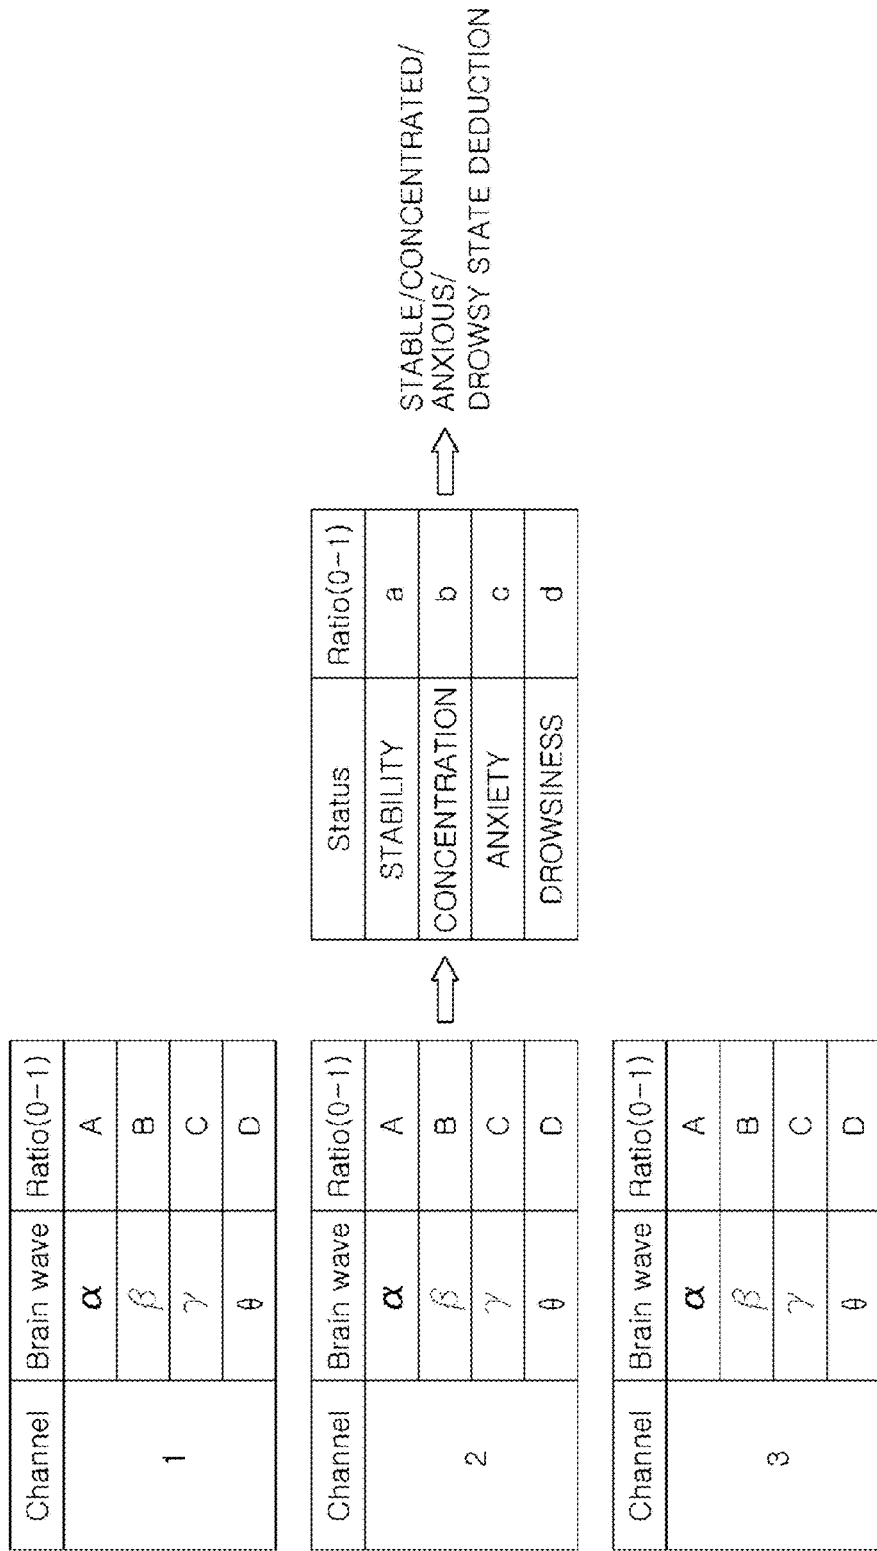 Channel Brain wave Ratio(0-1)
1
α A
β B
γ C
θ D
Channel Brain wave Ratio(0-1)
2
α A
β B
γ C
θ D
Channel Brain wave Ratio(0-1)
3
α A
β B
γ C
θ D
Status Ratio(0-1)
STABILITY a
CONCENTRATION b
ANXIETY c
DROWSINESS d
STABLE/CONCENTRATED/
ANXIOUS/
DROWSY STATE DEDUCTION